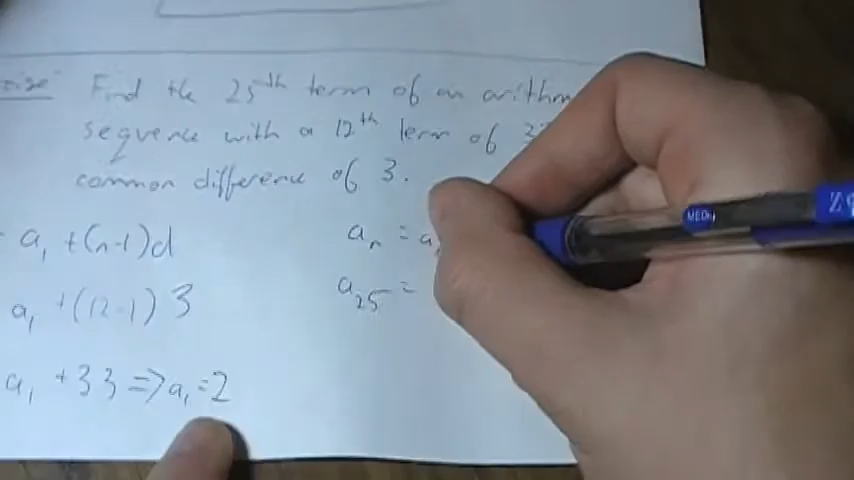 Find the 25th term of an arithm
sequence with a 12th term of 3
common difference of 3.
a₁ +(n-1)d
aₙ = a
a₁ +(12-1) 3
a₂₅ =
a₁ +33 => a₁ = 2
MED